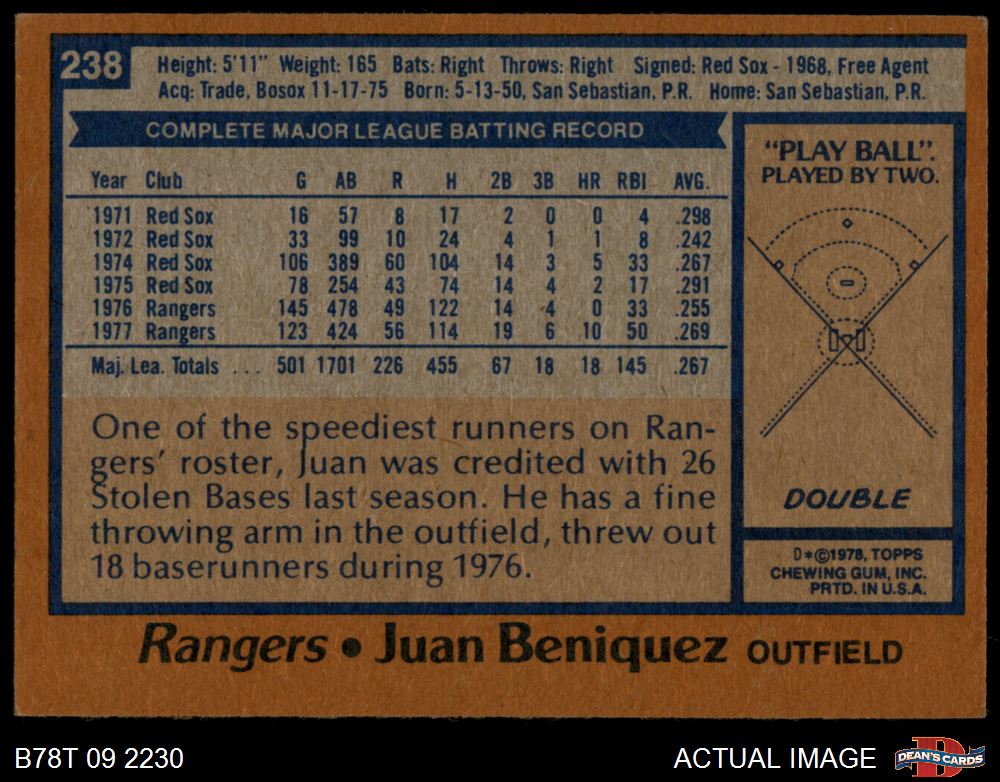 238
Height: 5'11" Weight: 165 Bats: Right Throws: Right Signed: Red Sox - 1968, Free Agent
Acq: Trade, Bosox 11-17-75 Born: 5-13-50, San Sebastian, P.R. Home: San Sebastian, P.R.
COMPLETE MAJOR LEAGUE BATTING RECORD
Year Club G AB R H 2B 3B HR RBI AVG.
1971 Red Sox 16 57 8 17 2 0 0 4 .298
1972 Red Sox 33 99 10 24 4 1 1 8 .242
1974 Red Sox 106 389 60 104 14 3 5 33 .267
1975 Red Sox 78 254 43 74 14 4 2 17 .291
1976 Rangers 145 478 49 122 14 4 0 33 .255
1977 Rangers 123 424 56 114 19 6 10 50 .269
Maj. Lea. Totals ... 501 1701 226 455 67 18 18 145 .267
One of the speediest runners on Ran-
gers' roster, Juan was credited with 26
Stolen Bases last season. He has a fine
throwing arm in the outfield, threw out
18 baserunners during 1976.
"PLAY BALL".
PLAYED BY TWO.
DOUBLE
D*©1978, TOPPS
CHEWING GUM, INC.
PRTD. IN U.S.A.
Rangers • Juan Beniquez OUTFIELD
B78T 09 2230
ACTUAL IMAGE
DEAN'S CARDS